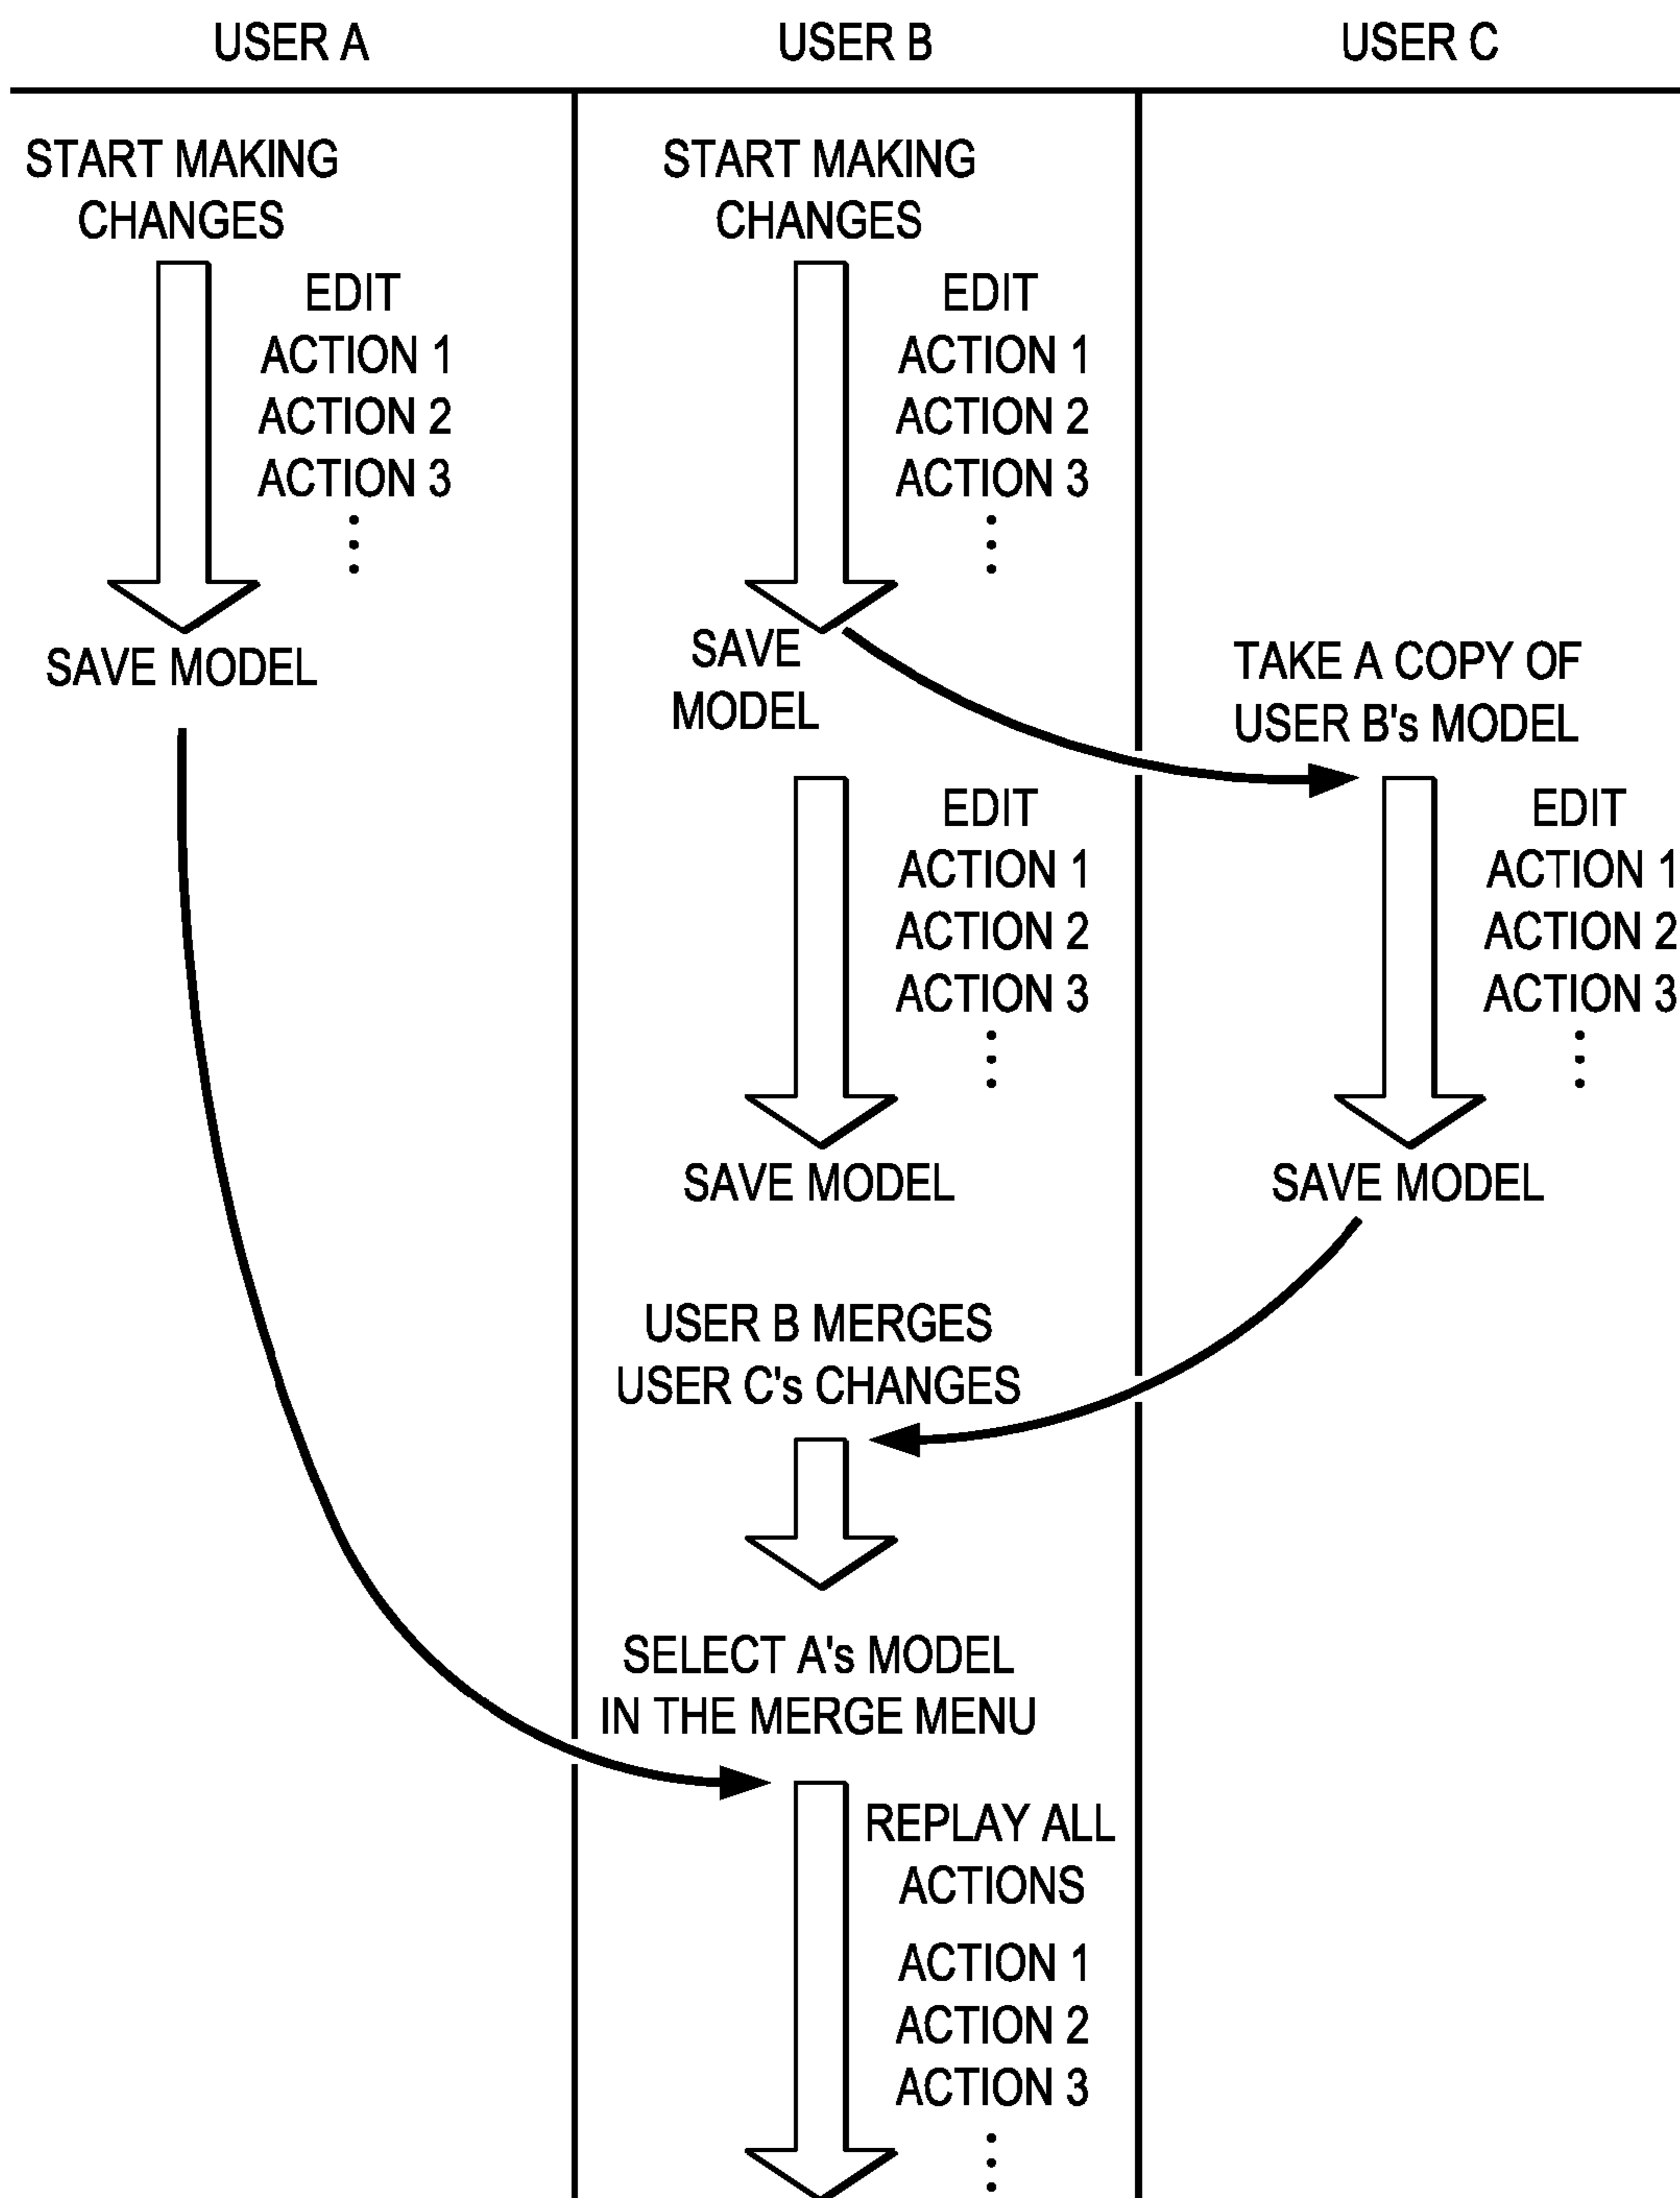 USER A
USER B
USER C
START MAKING
CHANGES
EDIT
ACTION 1
ACTION 2
ACTION 3
SAVE MODEL
START MAKING
CHANGES
EDIT
ACTION 1
ACTION 2
ACTION 3
SAVE
MODEL
TAKE A COPY OF
USER B's MODEL
EDIT
ACTION 1
ACTION 2
ACTION 3
SAVE MODEL
EDIT
ACTION 1
ACTION 2
ACTION 3
SAVE MODEL
USER B MERGES
USER C's CHANGES
SELECT A's MODEL
IN THE MERGE MENU
REPLAY ALL
ACTIONS
ACTION 1
ACTION 2
ACTION 3